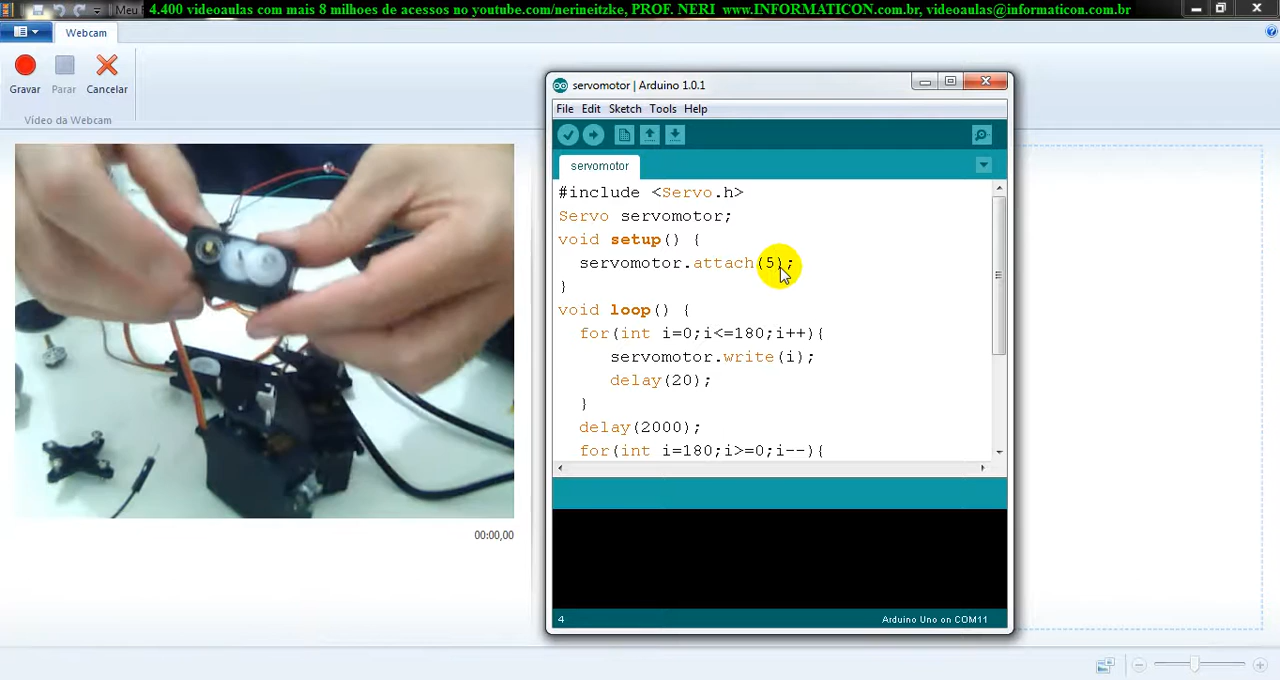 Meu
4.400 videoaulas com mais 8 milhoes de acessos no youtube.com/nerineitzke, PROF. NERI www.INFORMATICON.com.br, videoaulas@informaticon.com.br
Webcam
Gravar
Parar
Cancelar
Vídeo da Webcam
00:00,00
servomotor | Arduino 1.0.1
File Edit Sketch Tools Help
servomotor
#include <Servo.h>
Servo servomotor;
void setup() {
servomotor.attach(5);
}
void loop() {
for(int i=0;i<=180;i++){
servomotor.write(i);
delay(20);
}
delay(2000);
for(int i=180;i>=0;i--){
4
Arduino Uno on COM11